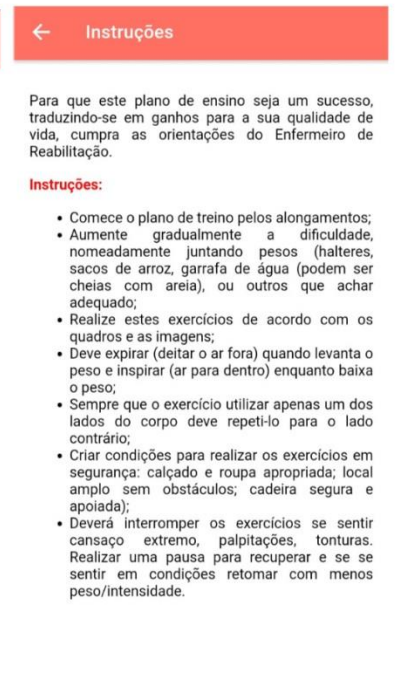 Instruções
Para que este plano de ensino seja um sucesso,
traduzindo-se em ganhos para a sua qualidade de
vida, cumpra as orientações do Enfermeiro de
Reabilitação.
Instruções:
• Comece o plano de treino pelos alongamentos;
• Aumente gradualmente a dificuldade,
nomeadamente juntando pesos (halteres,
sacos de arroz, garrafa de água (podem ser
cheias com areia), ou outros que achar
adequado;
• Realize estes exercícios de acordo com os
quadros e as imagens;
• Deve expirar (deitar o ar fora) quando levanta o
peso e inspirar (ar para dentro) enquanto baixa
o peso;
• Sempre que o exercício utilizar apenas um dos
lados do corpo deve repeti-lo para o lado
contrário;
• Criar condições para realizar os exercícios em
segurança: calçado e roupa apropriada; local
amplo sem obstáculos; cadeira segura e
apoiada);
• Deverá interromper os exercícios se sentir
cansaço extremo, palpitações, tonturas.
Realizar uma pausa para recuperar e se se
sentir em condições retomar com menos
peso/intensidade.